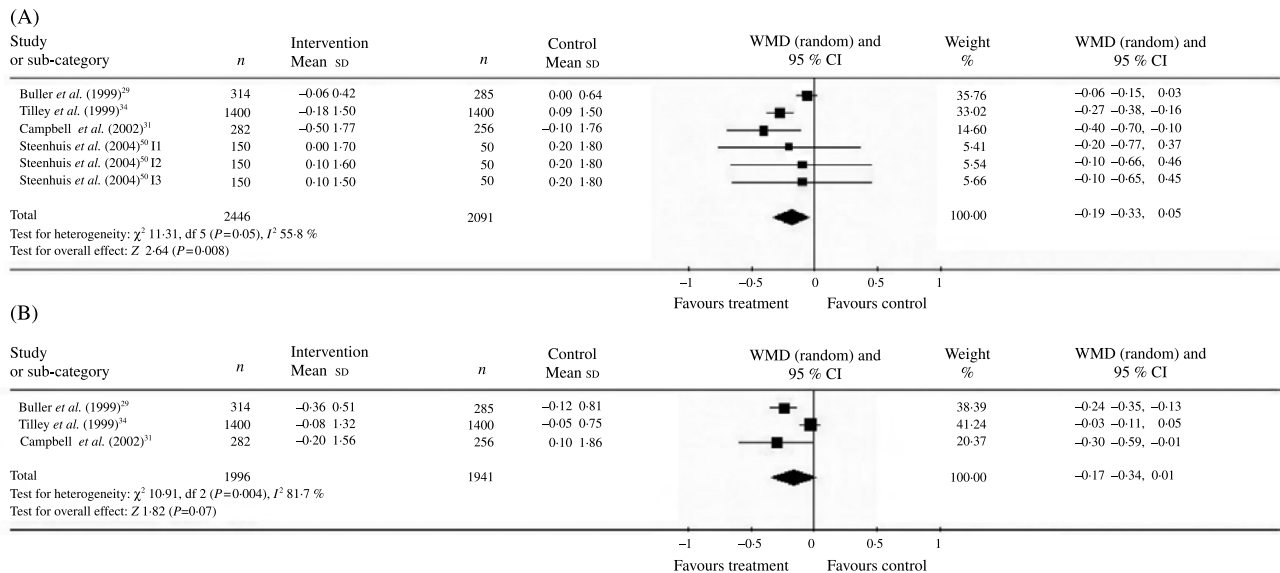 (A)
Study Intervention Control WMD (random) and Weight WMD (random) and
or sub-category n Mean SD n Mean SD 95 % CI % 95 % CI
Buller et al. (1999)29 314 −0·06 0·42 285 0·00 0·64 35·76 −0·06 −0·15, 0·03
Tilley et al. (1999)34 1400 −0·18 1·50 1400 0·09 1·50 33·02 −0·27 −0·38, −0·16
Campbell et al. (2002)31 282 −0·50 1·77 256 −0·10 1·76 14·60 −0·40 −0·70, −0·10
Steenhuis et al. (2004)50 I1 150 0·00 1·70 50 0·20 1·80 5·41 −0·20 −0·77, 0·37
Steenhuis et al. (2004)50 I2 150 0·10 1·60 50 0·20 1·80 5·54 −0·10 −0·66, 0·46
Steenhuis et al. (2004)50 I3 150 0·10 1·50 50 0·20 1·80 5·66 −0·10 −0·65, 0·45
Total 2446 2091 100·00 −0·19 −0·33, 0·05
Test for heterogeneity: χ2 11·31, df 5 (P=0·05), I2 55·8 %
Test for overall effect: Z 2·64 (P=0·008)
−1 −0·5 0 0·5 1
Favours treatment Favours control
(B)
Study Intervention Control WMD (random) and Weight WMD (random) and
or sub-category n Mean SD n Mean SD 95 % CI % 95 % CI
Buller et al. (1999)29 314 −0·36 0·51 285 −0·12 0·81 38·39 −0·24 −0·35, −0·13
Tilley et al. (1999)34 1400 −0·08 1·32 1400 −0·05 0·75 41·24 −0·03 −0·11, 0·05
Campbell et al. (2002)31 282 −0·20 1·56 256 0·10 1·86 20·37 −0·30 −0·59, −0·01
Total 1996 1941 100·00 −0·17 −0·34, 0·01
Test for heterogeneity: χ2 10·91, df 2 (P=0·004), I2 81·7 %
Test for overall effect: Z 1·82 (P=0·07)
−1 −0·5 0 0·5 1
Favours treatment Favours control